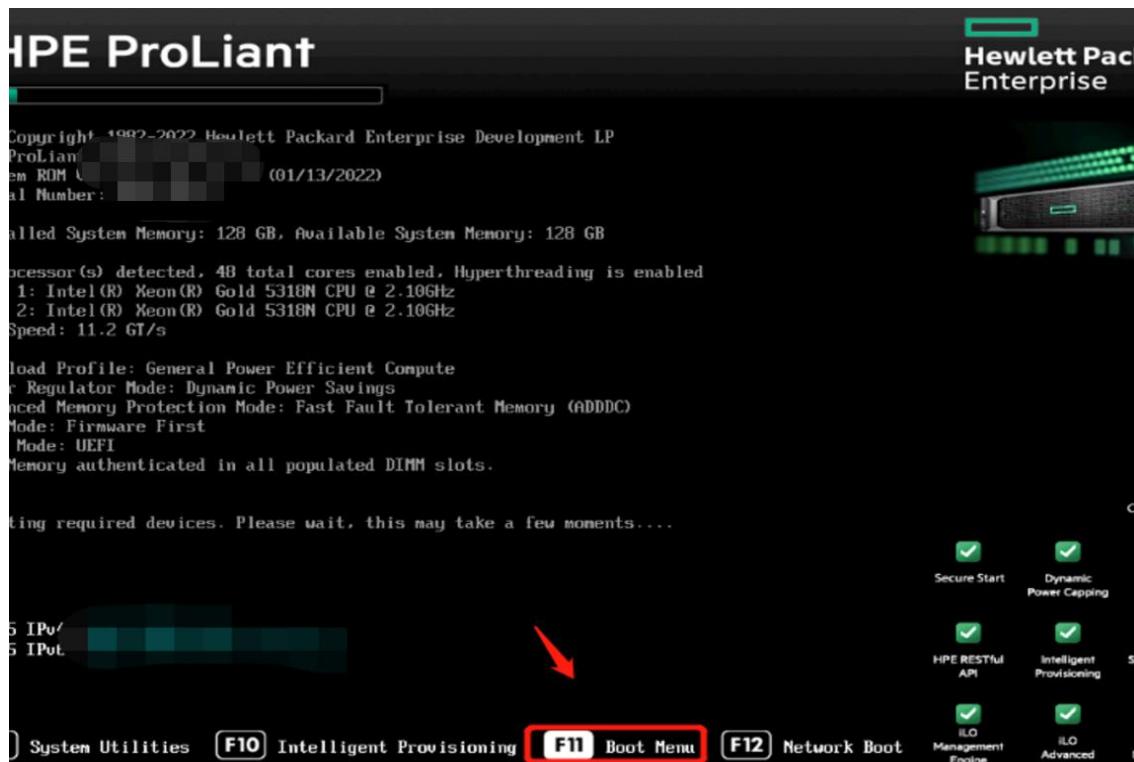 HPE ProLiant
Hewlett Pac
Enterprise
Copyright 1982-2022 Hewlett Packard Enterprise Development LP
ProLian
em ROM (01/13/2022)
al Number:
alled System Memory: 128 GB, Available System Memory: 128 GB
ocessor(s) detected, 48 total cores enabled, Hyperthreading is enabled
1: Intel(R) Xeon(R) Gold 5318N CPU @ 2.10GHz
2: Intel(R) Xeon(R) Gold 5318N CPU @ 2.10GHz
Speed: 11.2 GT/s
load Profile: General Power Efficient Compute
r Regulator Mode: Dynamic Power Savings
nced Memory Protection Mode: Fast Fault Tolerant Memory (ADDDC)
Mode: Firmware First
Mode: UEFI
Memory authenticated in all populated DIMM slots.
ting required devices. Please wait, this may take a few moments....
Secure Start
Dynamic
Power Capping
5 IPv
5 IPv
HPE RESTful
API
Intelligent
Provisioning
iLO
Management
Engine
iLO
Advanced
System Utilities
F10 Intelligent Provisioning
F11 Boot Menu
F12 Network Boot